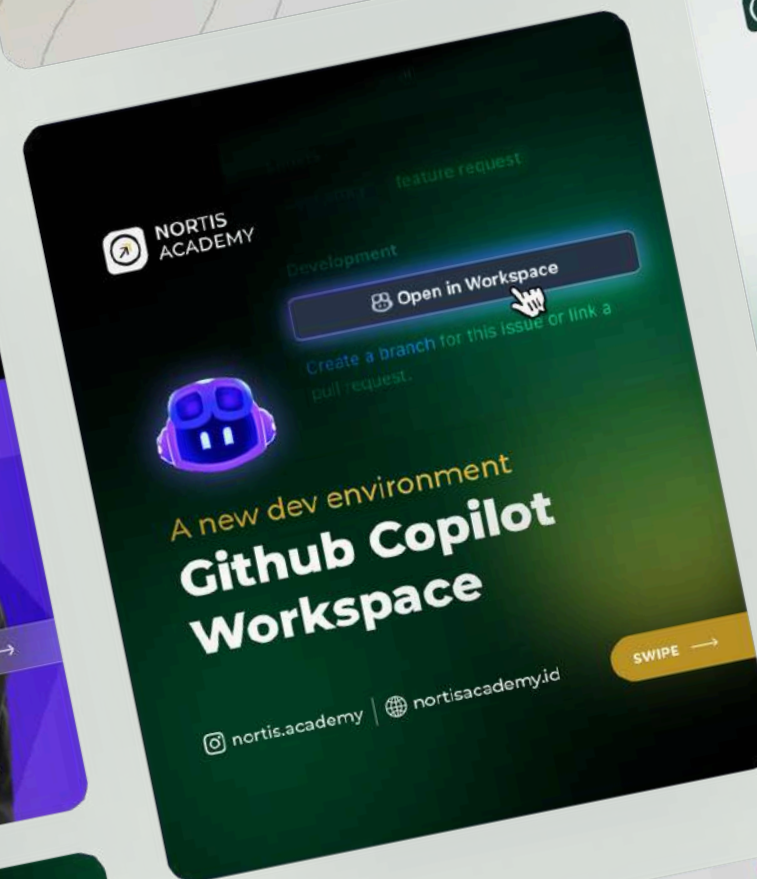 feature request
NORTIS
ACADEMY
Development
Open in Workspace
Create a branch for this issue or link a
pull request.
A new dev environment
Github Copilot
Workspace
SWIPE
nortis.academy | nortisacademy.id